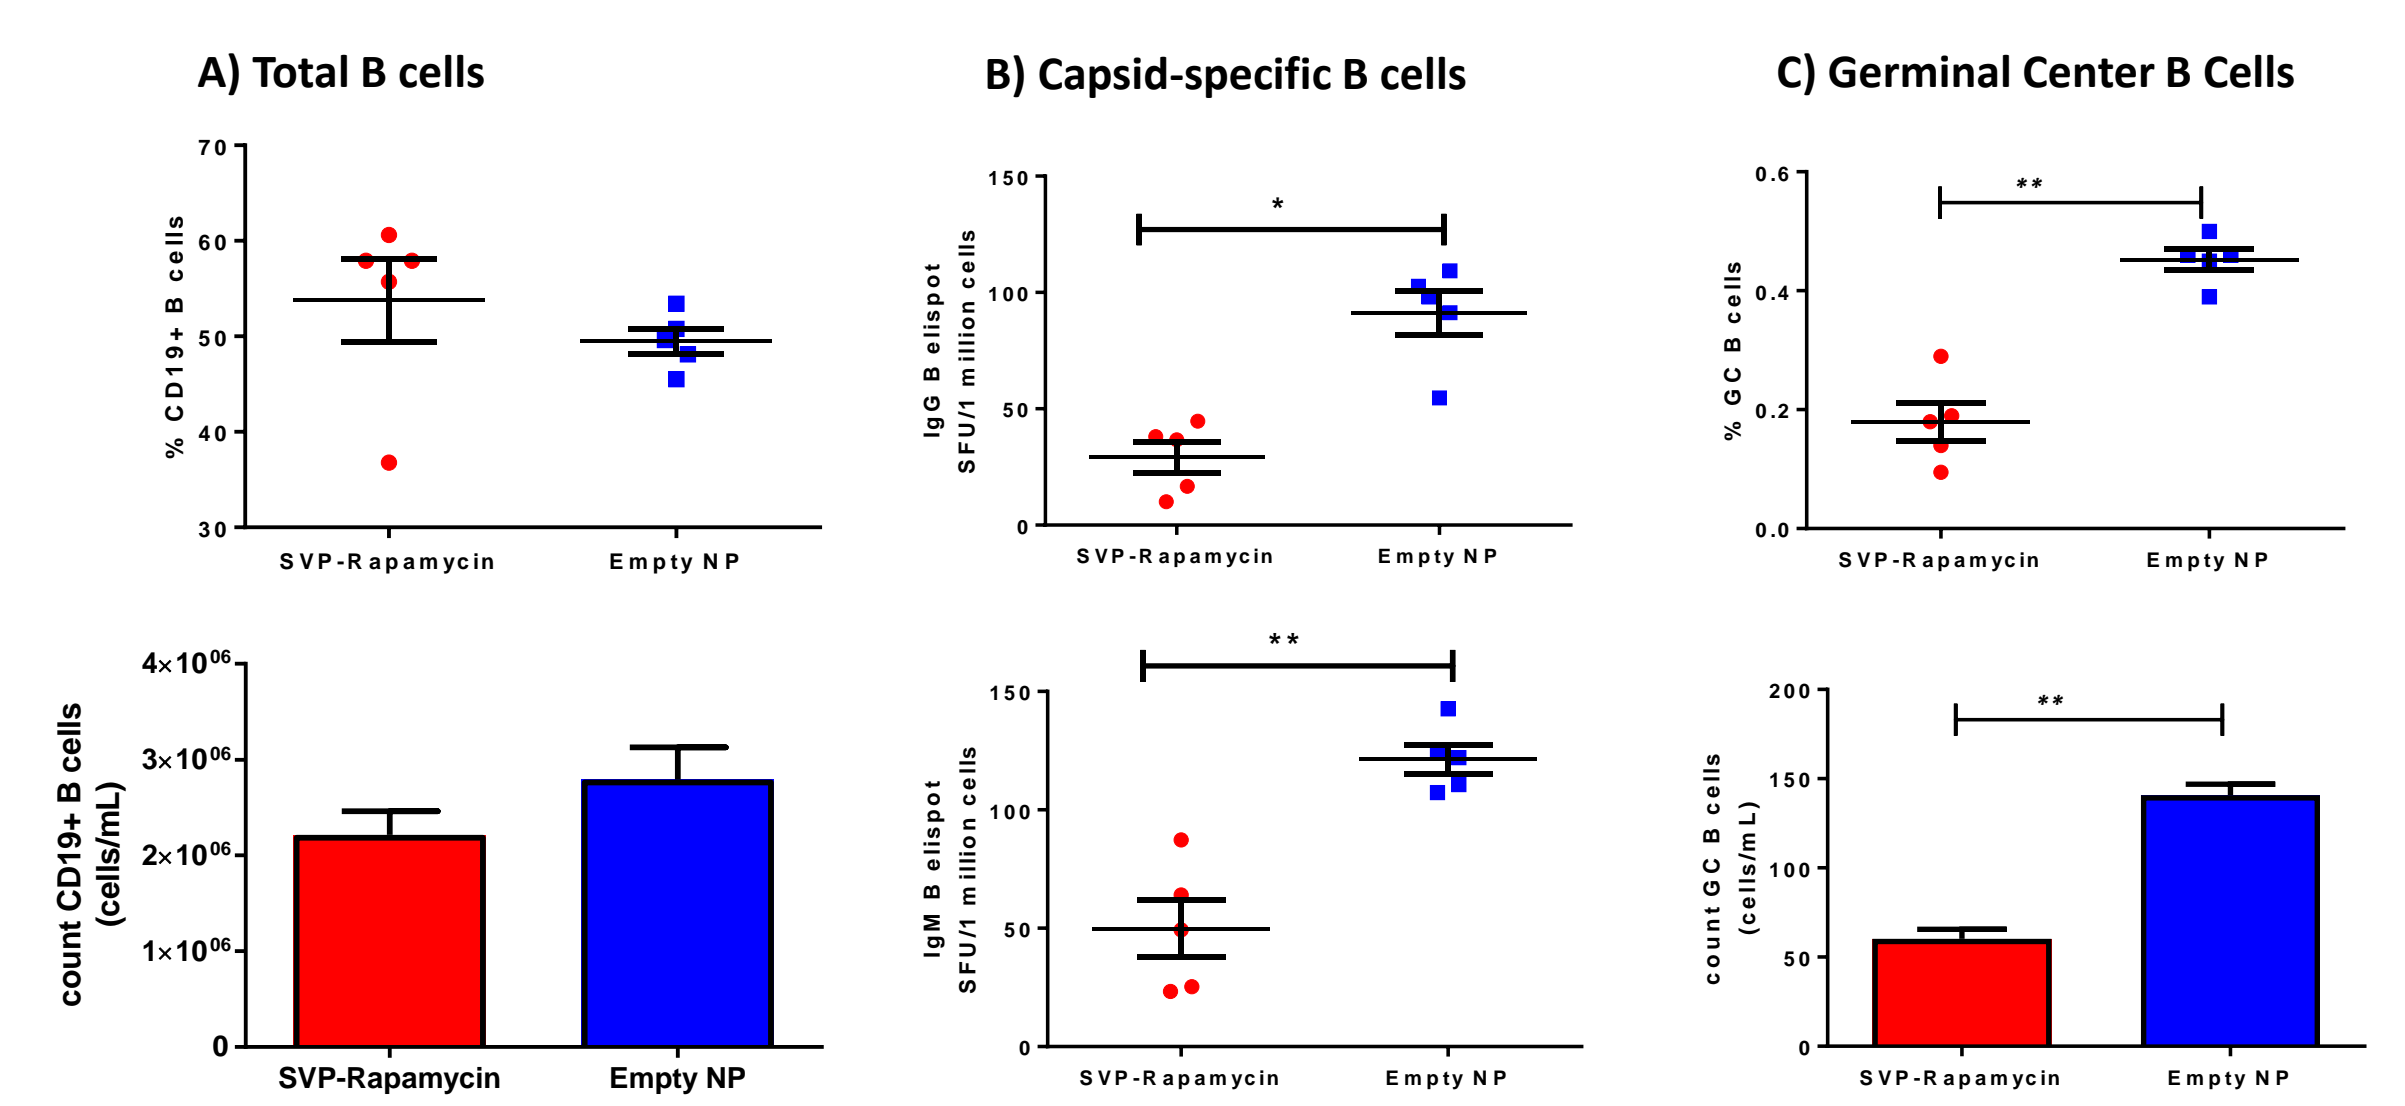 A) Total B cells
B) Capsid-specific B cells
C) Germinal Center B Cells
% CD19+ B cells
70
60
50
40
30
SVP-Rapamycin
Empty NP
IgG B elispot
SFU/1 million cells
150
100
50
0
*
SVP-Rapamycin
Empty NP
% GC B cells
0.6
0.4
0.2
0.0
**
SVP-Rapamycin
Empty NP
count CD19+ B cells
(cells/mL)
4×10⁰⁶
3×10⁰⁶
2×10⁰⁶
1×10⁰⁶
0
SVP-Rapamycin
Empty NP
IgM B elispot
SFU/1 million cells
**
150
100
50
0
SVP-Rapamycin
Empty NP
count GC B cells
(cells/mL)
200
150
100
50
0
**
SVP-Rapamycin
Empty NP